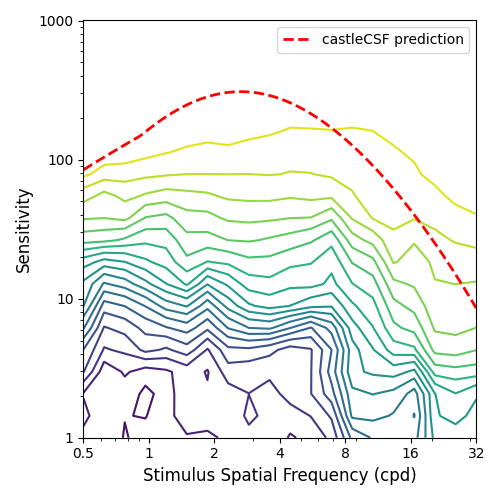 1000
castleCSF prediction
100
Sensitivity
10
1
0.5 1 2 4 8 16 32
Stimulus Spatial Frequency (cpd)